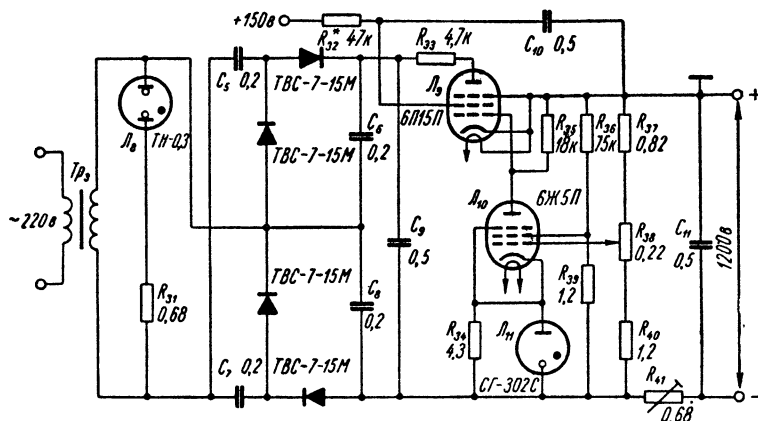 +150в
R32* 47к
C10 0,5
R33 4,7к
C5 0,2
ТВС-7-15М
Л9
6П15П
Л8 ТН-0,3
ТВС-7-15М
C6 0,2
R35 18к
R36 75к
R37 0,82
+
Тр3
~220в
Л10 6Ж5П
C9 0,5
R38 0,22
C11 0,5
1200в
R31 0,68
ТВС-7-15М
C8 0,2
R39 1,2
R34 4,3
Л11
СГ-302С
R40 1,2
C7 0,2
ТВС-7-15М
R41 0,68
-